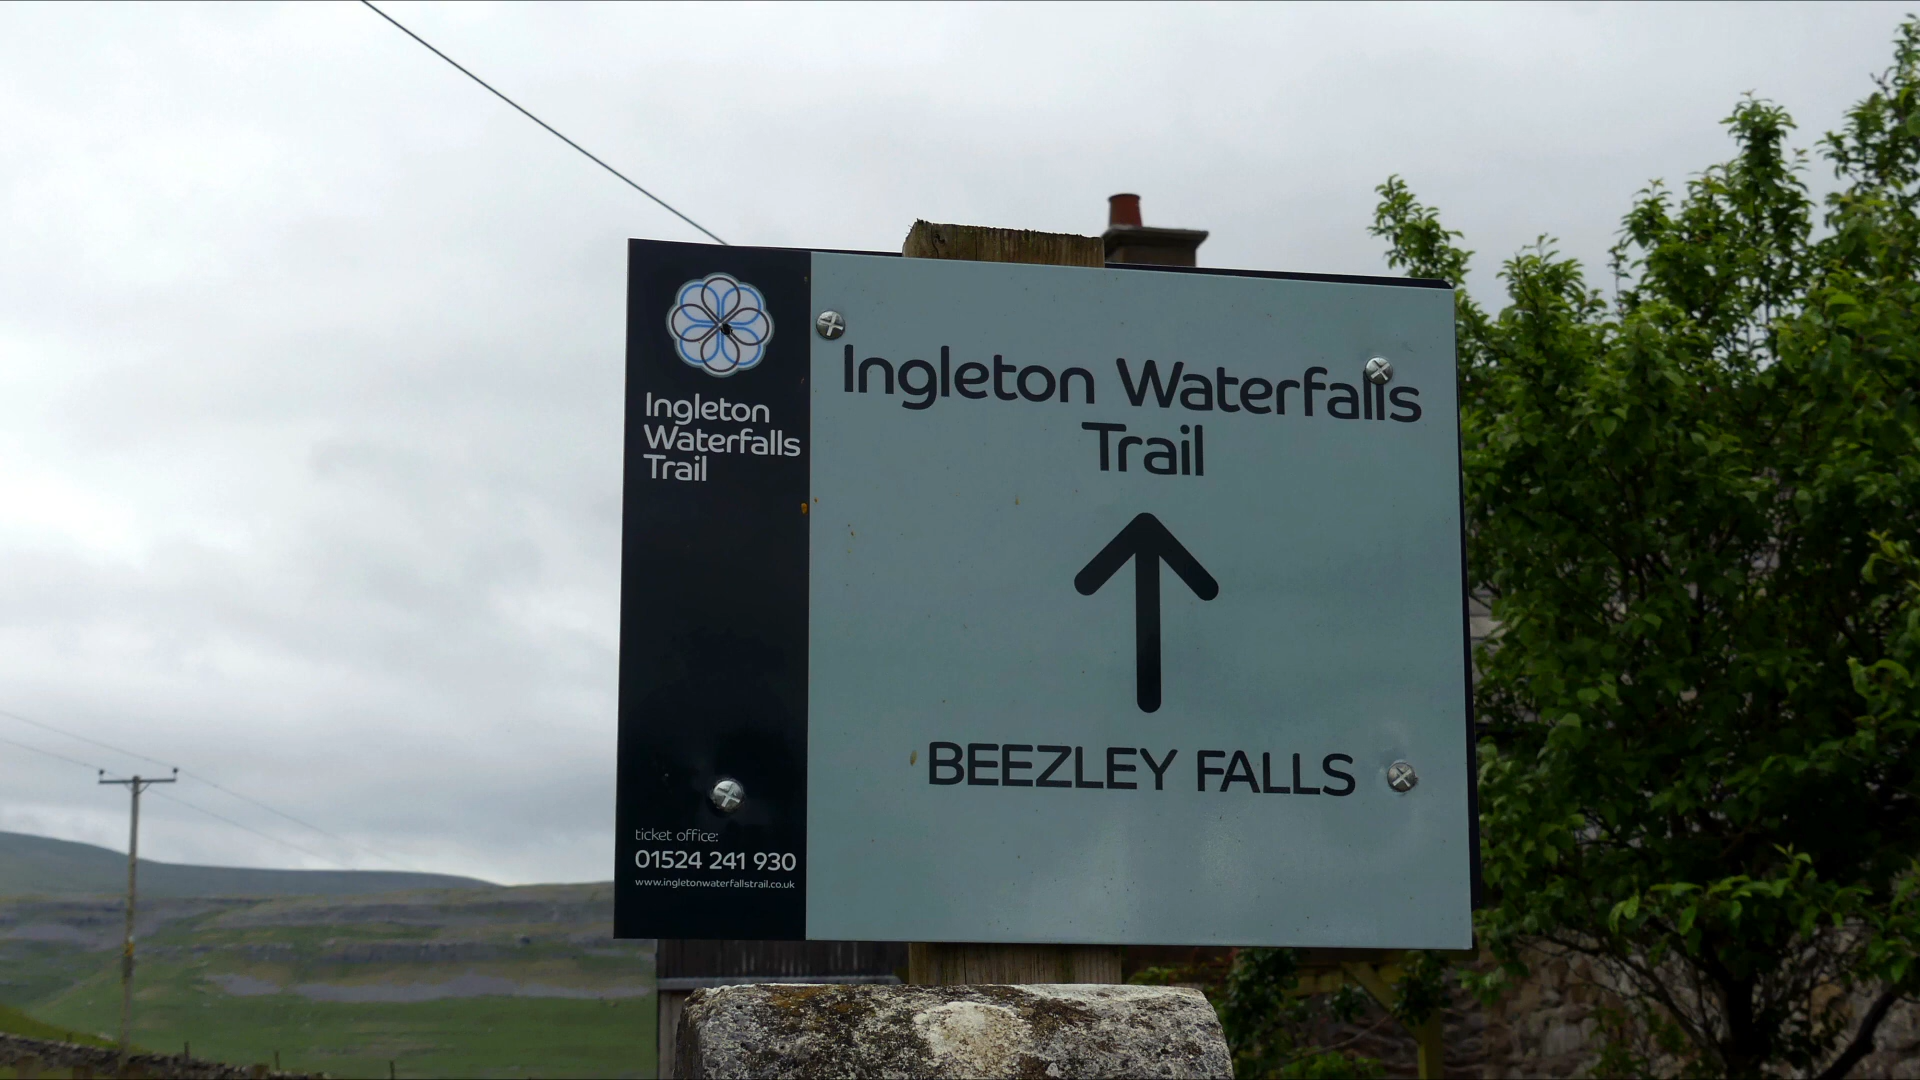 Ingleton
Waterfalls
Trail
ticket office:
01524 241 930
www.ingletonwaterfallstrail.co.uk
Ingleton Waterfalls
Trail
BEEZLEY FALLS